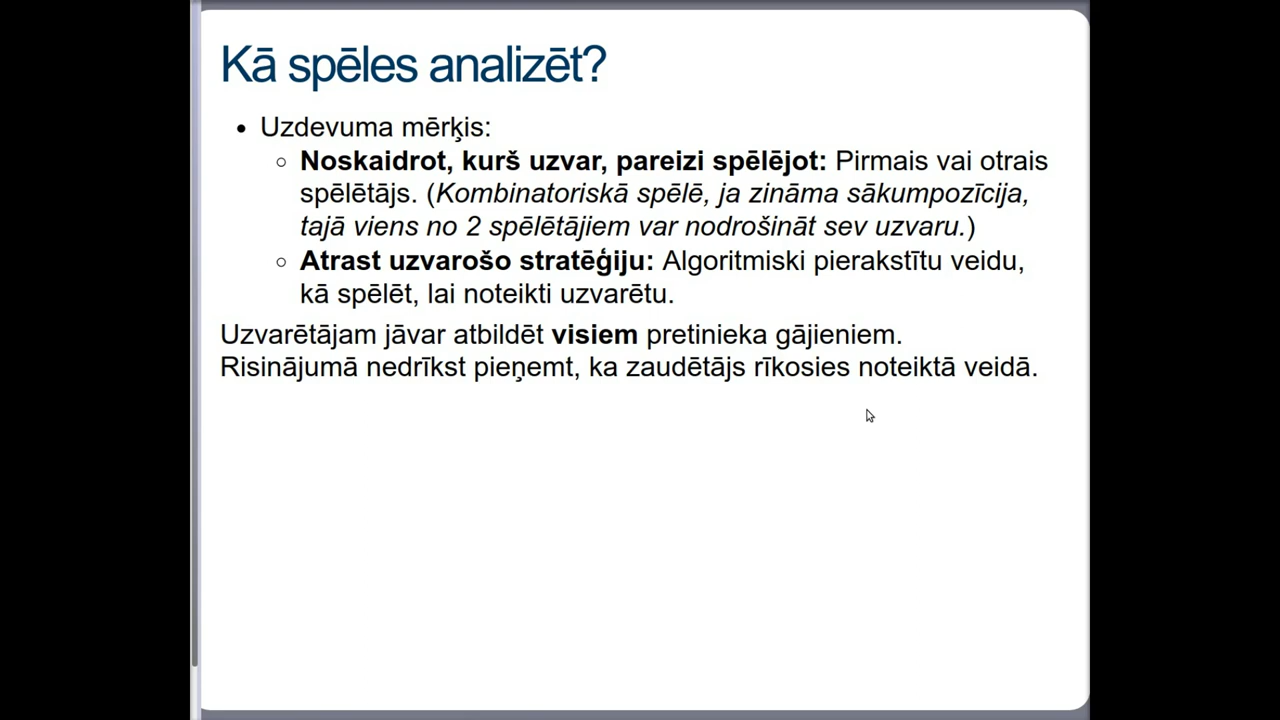 Kā spēles analizēt?
• Uzdevuma mērķis:
○ Noskaidrot, kurš uzvar, pareizi spēlējot: Pirmais vai otrais
spēlētājs. (Kombinatoriskā spēlē, ja zināma sākumpozīcija,
tajā viens no 2 spēlētājiem var nodrošināt sev uzvaru.)
○ Atrast uzvarošo stratēģiju: Algoritmiski pierakstītu veidu,
kā spēlēt, lai noteikti uzvarētu.
Uzvarētājam jāvar atbildēt visiem pretinieka gājieniem.
Risinājumā nedrīkst pieņemt, ka zaudētājs rīkosies noteiktā veidā.